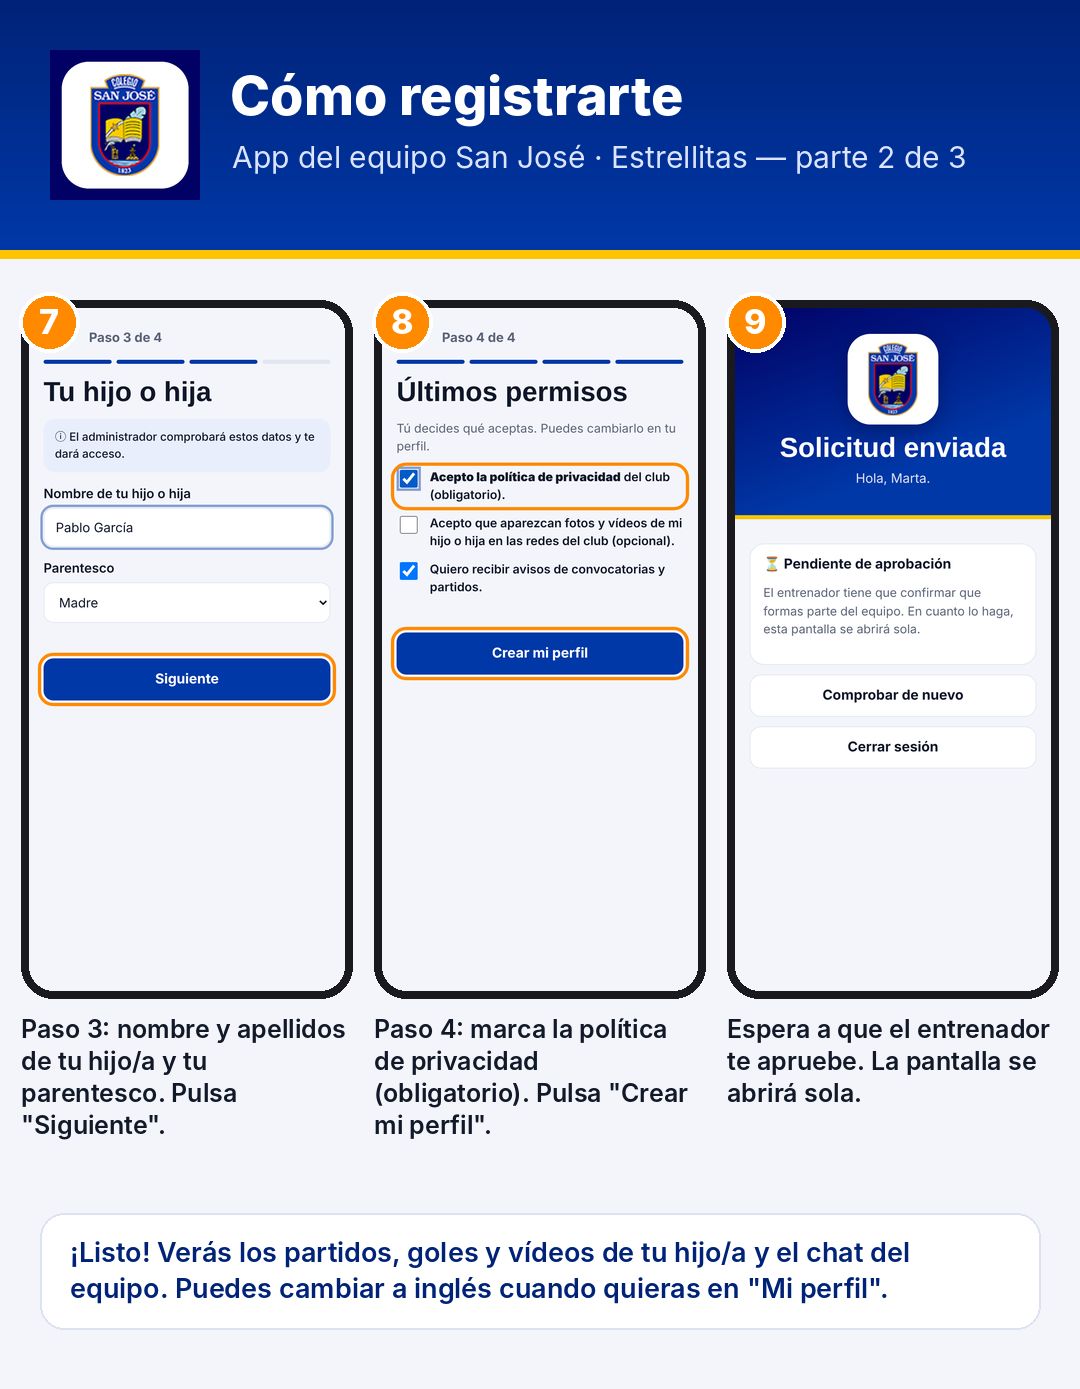 COLEGIO
SAN JOSÉ
1823
Cómo registrarte
App del equipo San José · Estrellitas — parte 2 de 3
7
Paso 3 de 4
Tu hijo o hija
ⓘ El administrador comprobará estos datos y te
dará acceso.
Nombre de tu hijo o hija
Pablo García
Parentesco
Madre
Siguiente
Paso 3: nombre y apellidos
de tu hijo/a y tu
parentesco. Pulsa
"Siguiente".
8
Paso 4 de 4
Últimos permisos
Tú decides qué aceptas. Puedes cambiarlo en tu
perfil.
Acepto la política de privacidad del club
(obligatorio).
Acepto que aparezcan fotos y vídeos de mi
hijo o hija en las redes del club (opcional).
Quiero recibir avisos de convocatorias y
partidos.
Crear mi perfil
Paso 4: marca la política
de privacidad
(obligatorio). Pulsa "Crear
mi perfil".
9
COLEGIO
SAN JOSÉ
1823
Solicitud enviada
Hola, Marta.
⏳ Pendiente de aprobación
El entrenador tiene que confirmar que
formas parte del equipo. En cuanto lo haga,
esta pantalla se abrirá sola.
Comprobar de nuevo
Cerrar sesión
Espera a que el entrenador
te apruebe. La pantalla se
abrirá sola.
¡Listo! Verás los partidos, goles y vídeos de tu hijo/a y el chat del
equipo. Puedes cambiar a inglés cuando quieras en "Mi perfil".